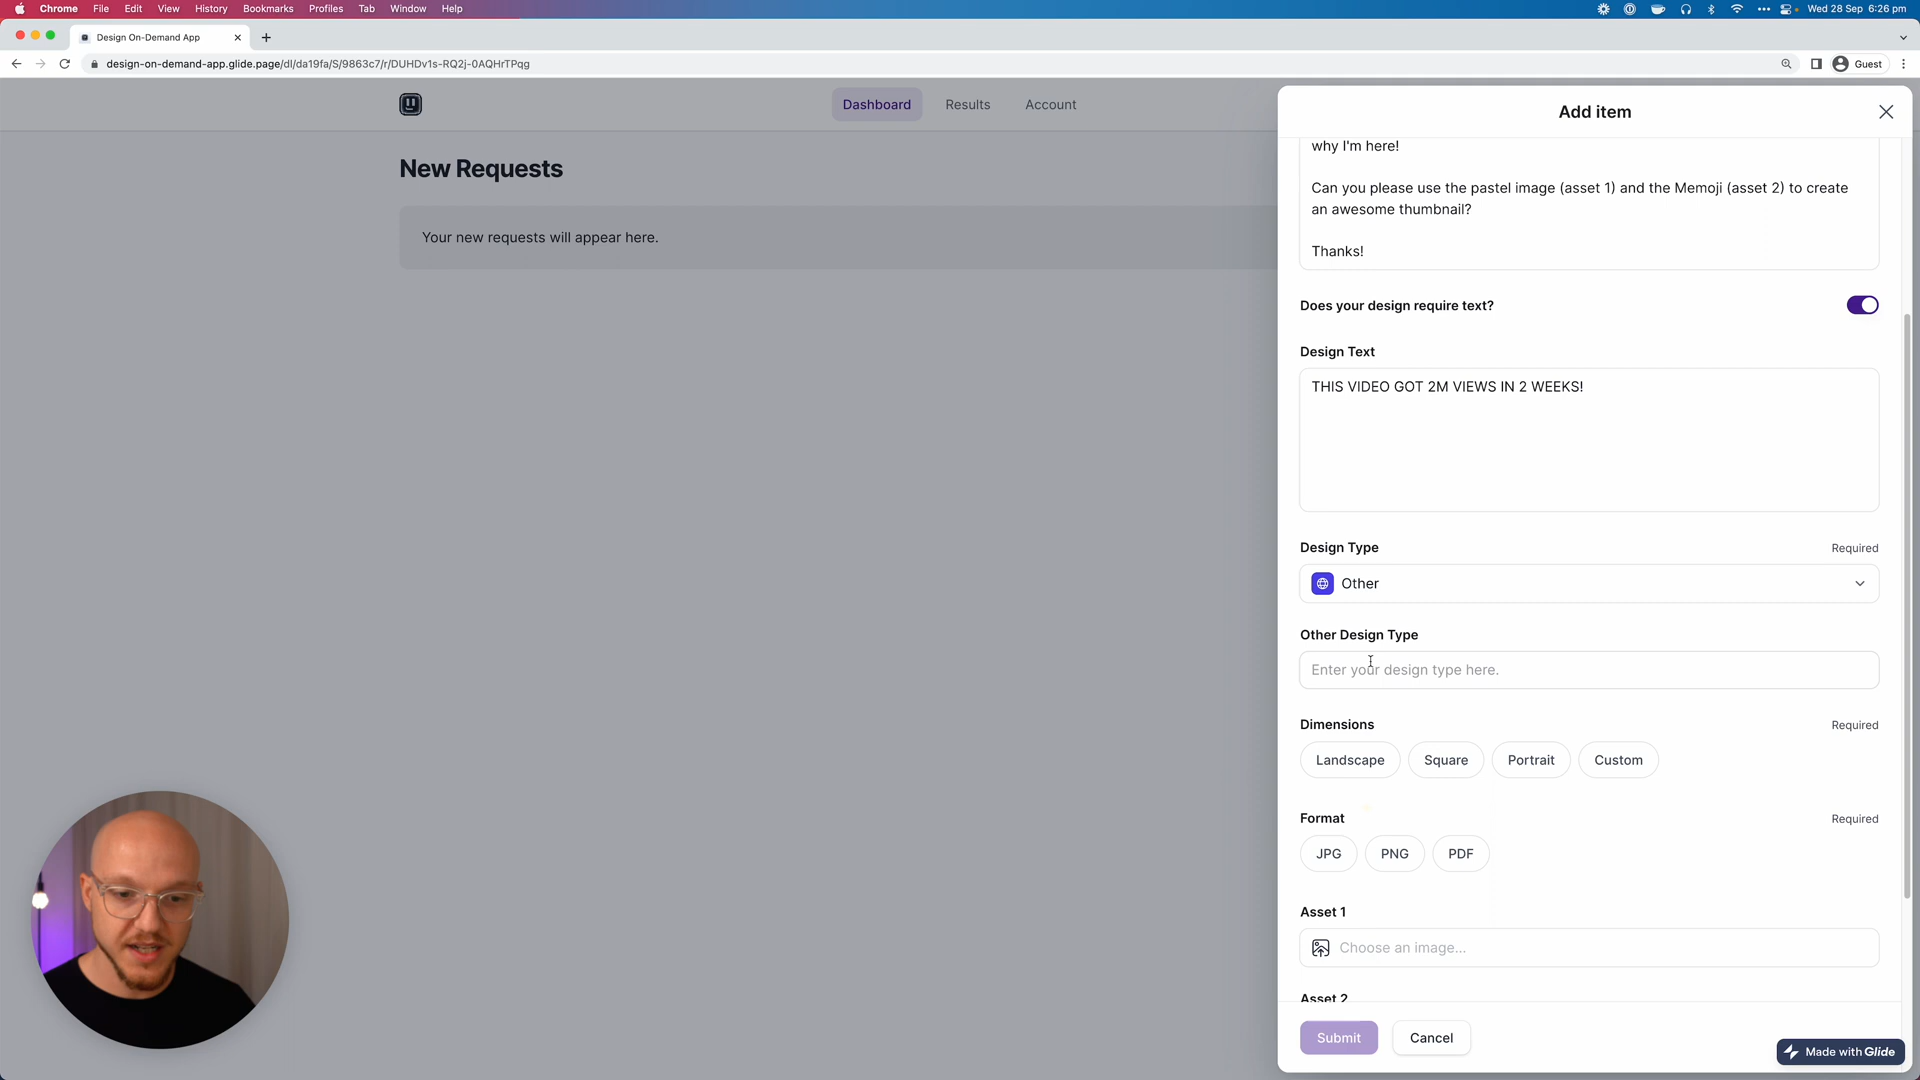 Chrome File Edit View History Bookmarks Profiles Tab Window Help
Wed 28 Sep 6:26 pm
Design On-Demand App
design-on-demand-app.glide.page/dl/da19fa/S/9863c7/r/DUHDv1s-RQ2j-0AQHrTPqg
Guest
Dashboard Results Account
New Requests
Your new requests will appear here.
Add item
why I'm here!
Can you please use the pastel image (asset 1) and the Memoji (asset 2) to create
an awesome thumbnail?
Thanks!
Does your design require text?
Design Text
THIS VIDEO GOT 2M VIEWS IN 2 WEEKS!
Design Type Required
Other
Other Design Type
Enter your design type here.
Dimensions Required
Landscape Square Portrait Custom
Format Required
JPG PNG PDF
Asset 1
Choose an image...
Asset 2
Submit Cancel
Made with Glide